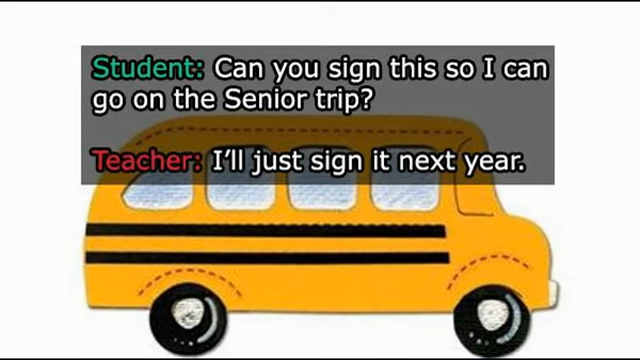 Student: Can you sign this so I can
go on the Senior trip?
Teacher: I'll just sign it next year.